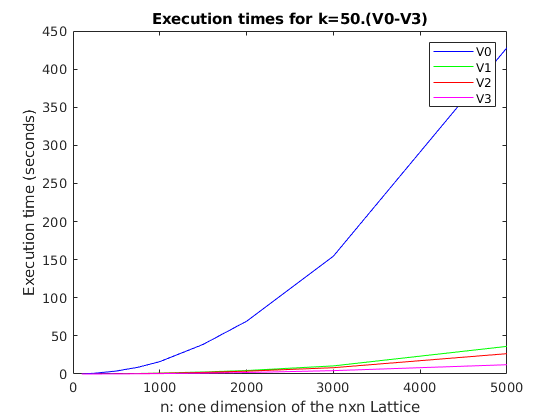 Execution times for k=50.(V0-V3)
Execution time (seconds)
450
400
350
300
250
200
150
100
50
0
V0
V1
V2
V3
0 1000 2000 3000 4000 5000
n: one dimension of the nxn Lattice